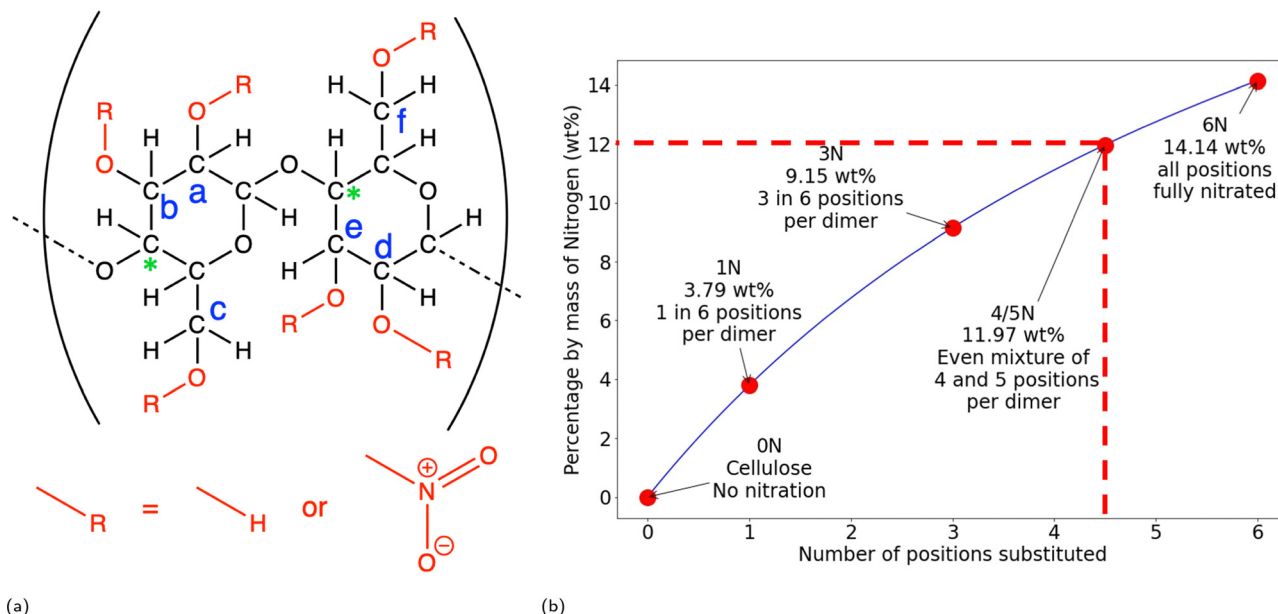 R
O
H
H
C
f
R
R
O
O
H
H
O
H
H
O
C
C
C
C
C
O
a
*
b
H
H
e
d
C
C
O
C
C
C
*
O
H
C
H
H
H
c
O
O
H
C
H
R
R
O
R
R = H or N⊕ O O⊖
(a)
Percentage by mass of Nitrogen (wt%)
14
12
10
8
6
4
2
0
6N
14.14 wt%
all positions
fully nitrated
3N
9.15 wt%
3 in 6 positions
per dimer
1N
3.79 wt%
1 in 6 positions
per dimer
4/5N
11.97 wt%
Even mixture of
4 and 5 positions
per dimer
0N
Cellulose
No nitration
0 1 2 3 4 5 6
Number of positions substituted
(b)